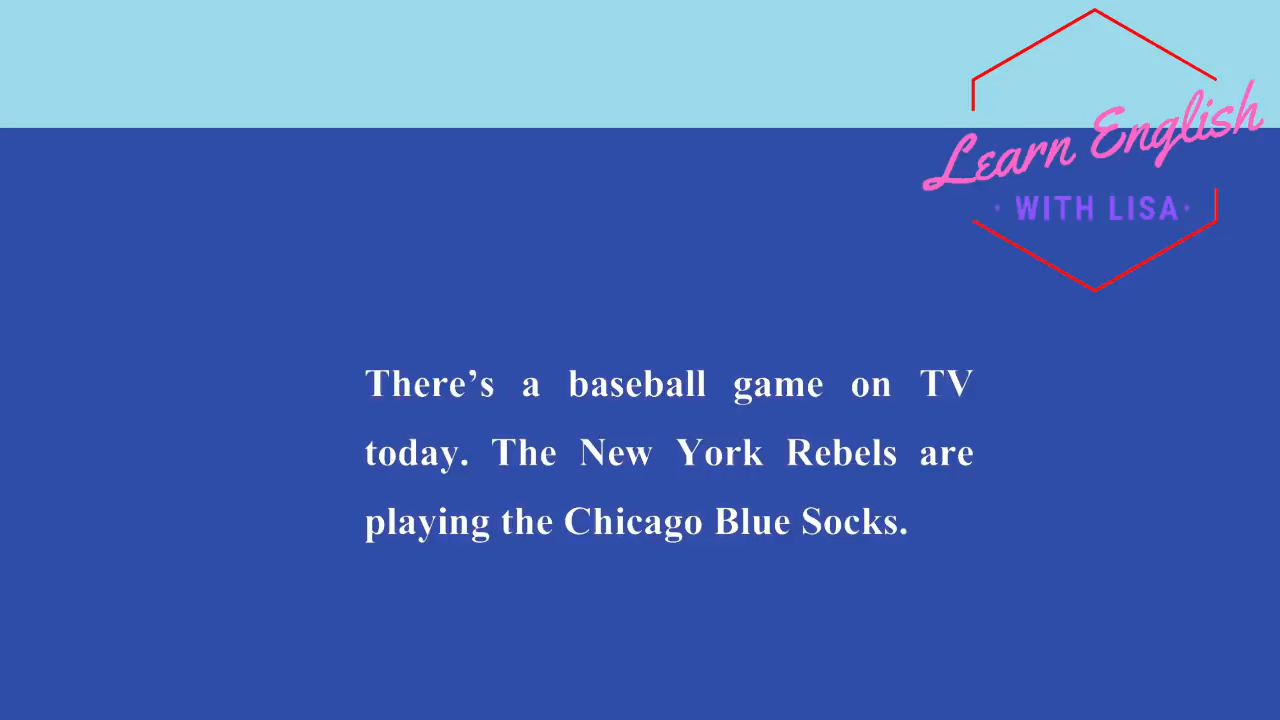 Learn English
· WITH LISA·
There’s a baseball game on TV
today. The New York Rebels are
playing the Chicago Blue Socks.